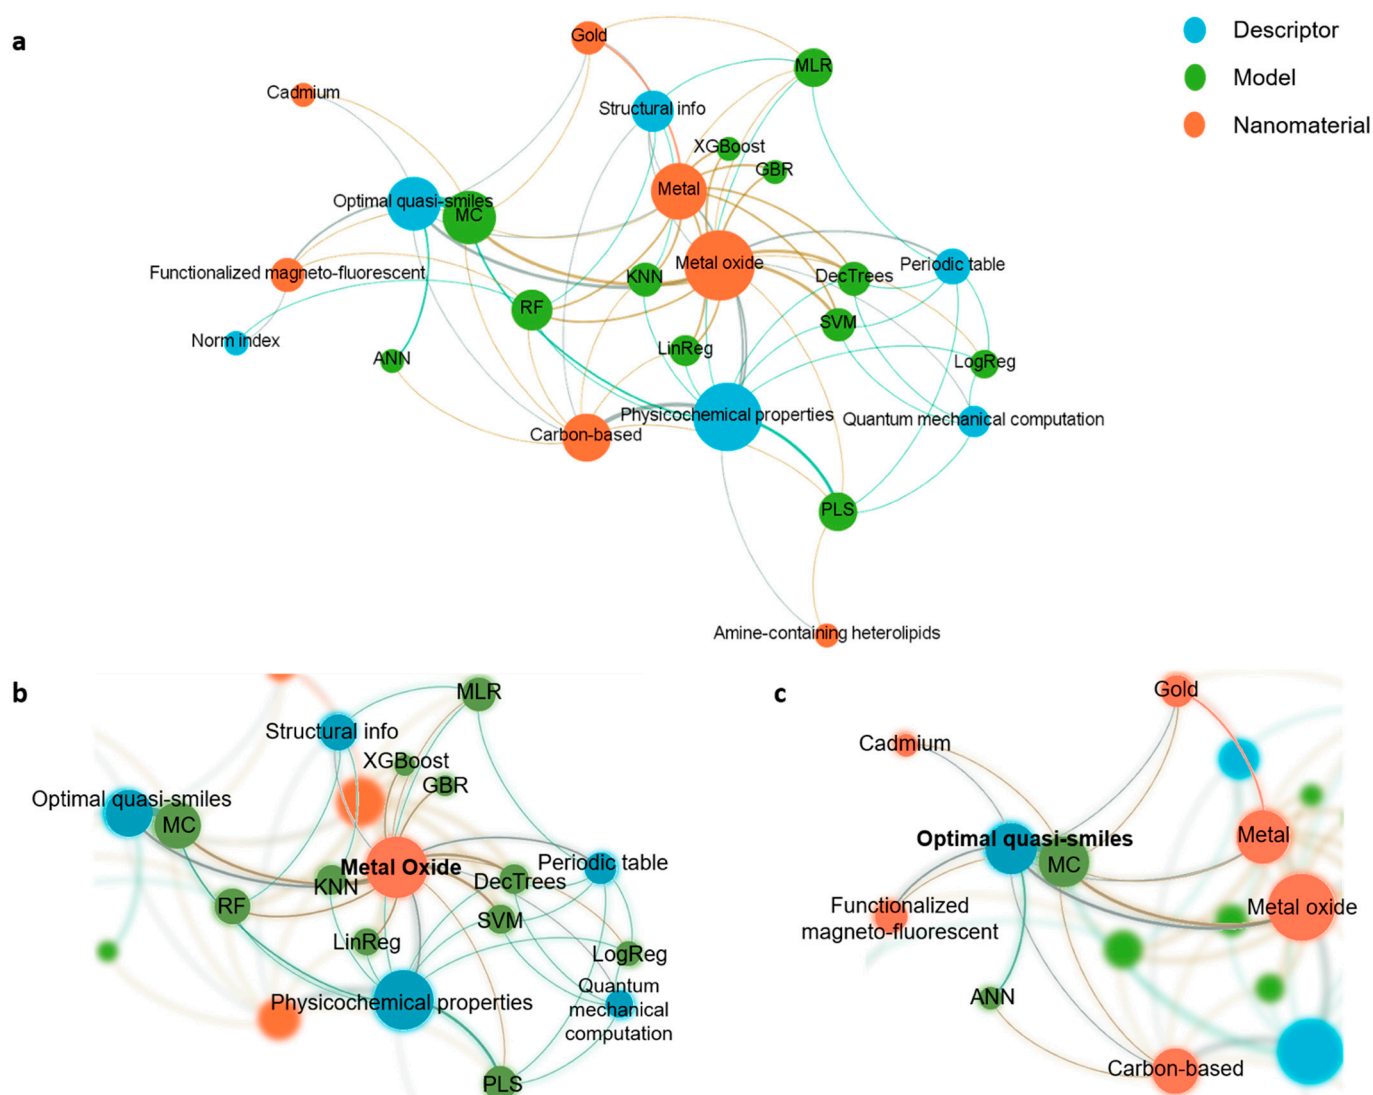 a
Gold
MLR
Descriptor
Model
Nanomaterial
Cadmium
Structural info
XGBoost
GBR
Metal
Optimal quasi-smiles
MC
Functionalized magneto-fluorescent
KNN
Metal oxide
DecTrees
Periodic table
RF
SVM
Norm index
ANN
LinReg
LogReg
Physicochemical properties
Quantum mechanical computation
Carbon-based
PLS
Amine-containing heterolipids
b
MLR
Structural info
XGBoost
GBR
Optimal quasi-smiles
MC
Metal Oxide
Periodic table
KNN
DecTrees
RF
SVM
LinReg
LogReg
Physicochemical properties
Quantum
mechanical
computation
PLS
c
Gold
Cadmium
Optimal quasi-smiles
Metal
MC
Functionalized
magneto-fluorescent
Metal oxide
ANN
Carbon-based